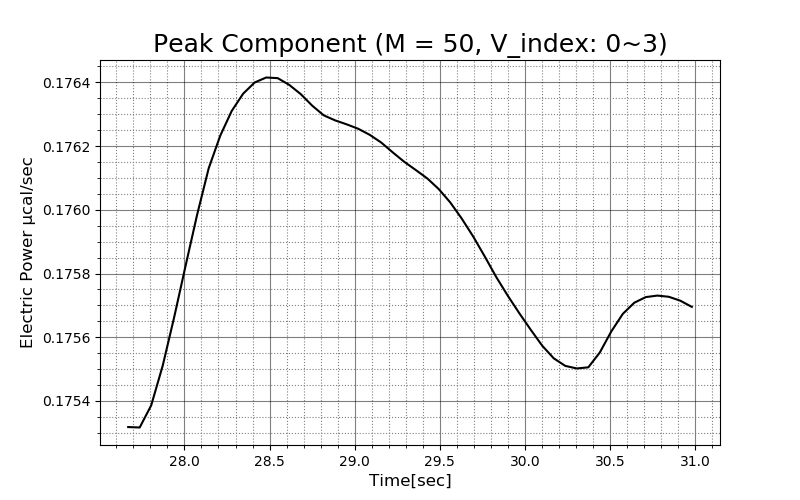 Peak Component (M = 50, V_index: 0~3)
Electric Power μcal/sec
0.1764
0.1762
0.1760
0.1758
0.1756
0.1754
28.0 28.5 29.0 29.5 30.0 30.5 31.0
Time[sec]